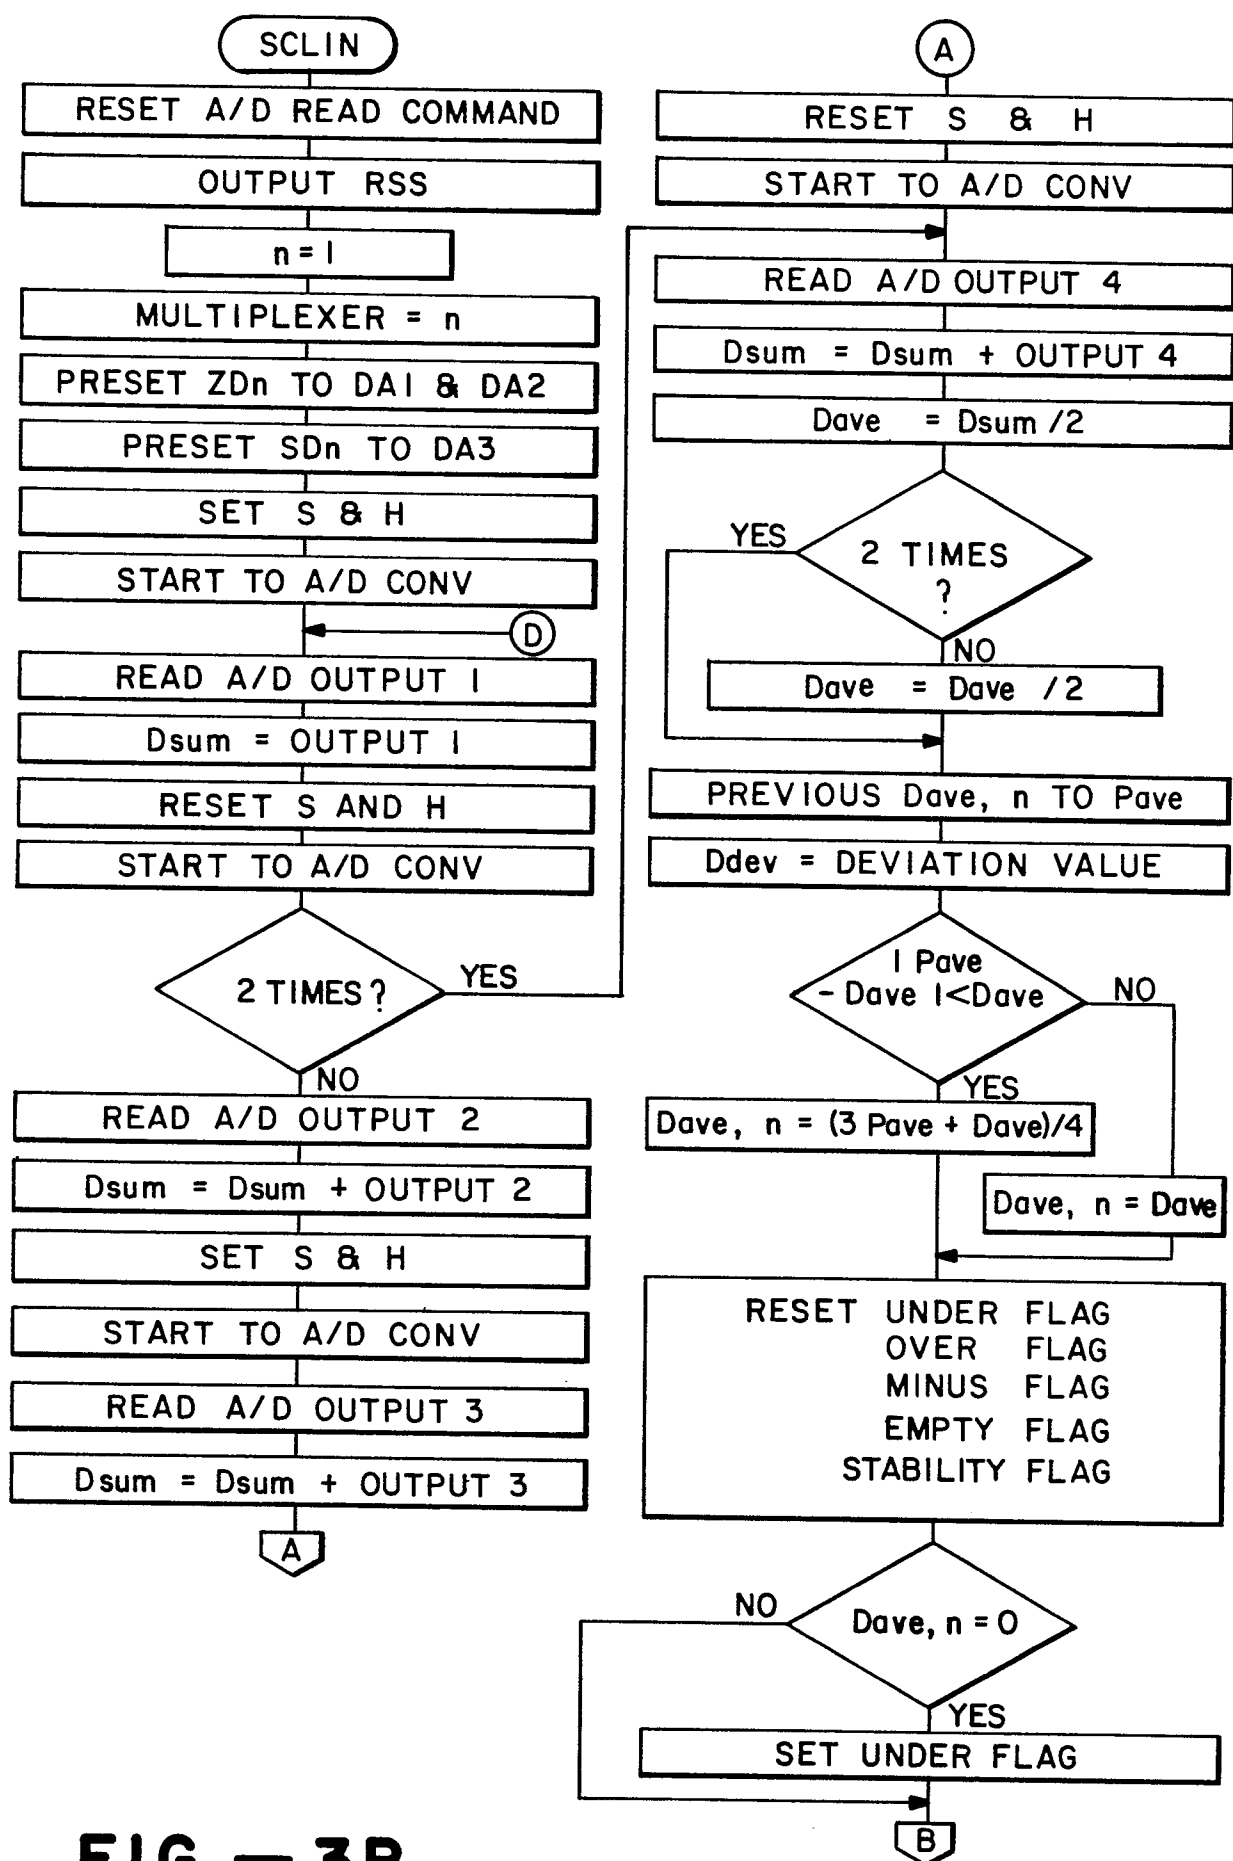 SCLIN
RESET A/D READ COMMAND
OUTPUT RSS
n = 1
MULTIPLEXER = n
PRESET ZDn TO DA1 & DA2
PRESET SDn TO DA3
SET S & H
START TO A/D CONV
D
READ A/D OUTPUT 1
Dsum = OUTPUT 1
RESET S AND H
START TO A/D CONV
2 TIMES?
YES
NO
READ A/D OUTPUT 2
Dsum = Dsum + OUTPUT 2
SET S & H
START TO A/D CONV
READ A/D OUTPUT 3
Dsum = Dsum + OUTPUT 3
A
A
RESET S & H
START TO A/D CONV
READ A/D OUTPUT 4
Dsum = Dsum + OUTPUT 4
Dave = Dsum /2
YES
2 TIMES
?
NO
Dave = Dave /2
PREVIOUS Dave, n TO Pave
Ddev = DEVIATION VALUE
| Pave
- Dave | < Dave
NO
YES
Dave, n = (3 Pave + Dave)/4
Dave, n = Dave
RESET UNDER FLAG
OVER FLAG
MINUS FLAG
EMPTY FLAG
STABILITY FLAG
NO
Dave, n = 0
YES
SET UNDER FLAG
B
FIG — 3B